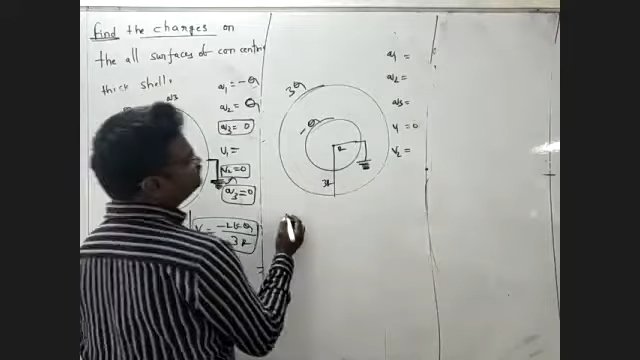 find the charges on
the all surfaces of concentric
thick shells
q3
q1 = -Q
q2 = Q
q3 = 0
V1 =
V2 = 0
q3 = 0
3Q
-Q
R
3R
q1 =
q2 =
q3 =
V1 = 0
V2 =